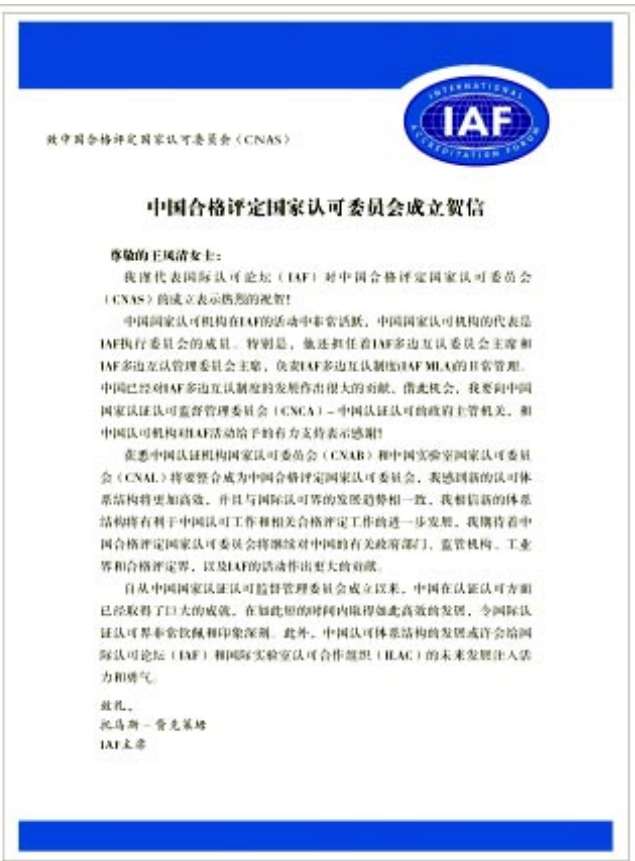 INTERNATIONAL
IAF
ACCREDITATION FORUM
致中国合格评定国家认可委员会（CNAS）
中国合格评定国家认可委员会成立贺信
尊敬的王凤清女士：
我谨代表国际认可论坛（IAF）对中国合格评定国家认可委员会
（CNAS）的成立表示热烈的祝贺！
中国国家认可机构在IAF的活动中非常活跃，中国国家认可机构的代表是
IAF执行委员会的成员。特别是，他还担任着IAF多边互认委员会主席和
IAF多边互认管理委员会主席，负责IAF多边互认制度(IAF MLA)的日常管理。
中国已经对IAF多边互认制度的发展作出很大的贡献。借此机会，我要向中国
国家认证认可监督管理委员会（CNCA）－中国认证认可的政府主管机关，和
中国认可机构对IAF活动给予的有力支持表示感谢！
获悉中国认证机构国家认可委员会（CNAB）和中国实验室国家认可委员
会（CNAL）将要整合成为中国合格评定国家认可委员会，我感到新的认可体
系结构将更加高效，并且与国际认可界的发展趋势相一致，我相信新的体系
结构将有利于中国认可工作和相关合格评定工作的进一步发展，我期待着中
国合格评定国家认可委员会将继续对中国的有关政府部门、监管机构、工业
界和合格评定界，以及IAF的活动作出更大的贡献。
自从中国国家认证认可监督管理委员会成立以来，中国在认证认可方面
已经取得了巨大的成就，在如此短的时间内取得如此高效的发展，令国际认
证认可界非常钦佩和印象深刻。此外，中国认可体系结构的发展或许会给国
际认可论坛（IAF）和国际实验室认可合作组织（ILAC）的未来发展注入活
力和勇气。
致礼。
托马斯－费克莱姆
IAF主席